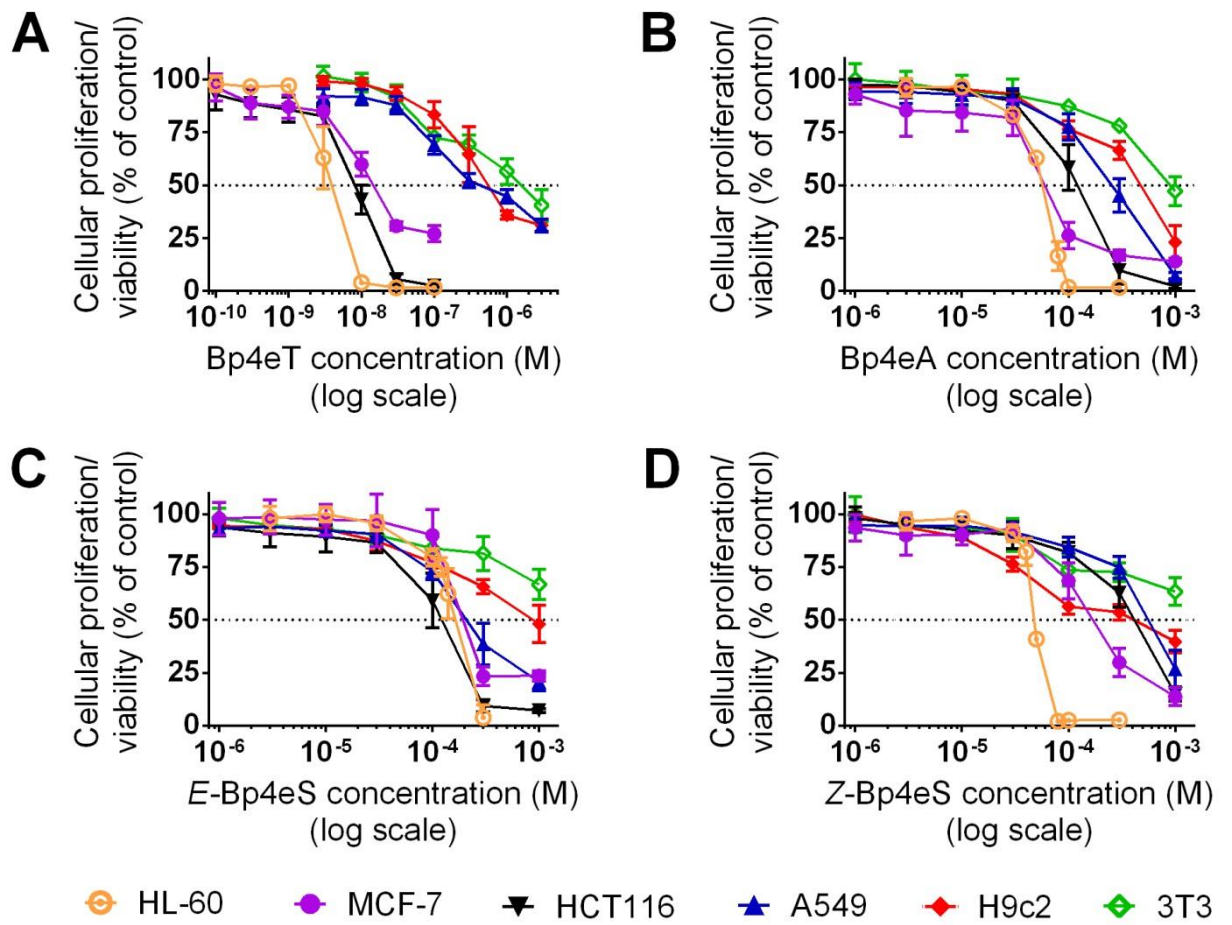 A
Cellular proliferation/
viability (% of control)
100
75
50
25
0
10-10 10-9 10-8 10-7 10-6
Bp4eT concentration (M)
(log scale)
B
Cellular proliferation/
viability (% of control)
100
75
50
25
0
10-6 10-5 10-4 10-3
Bp4eA concentration (M)
(log scale)
C
Cellular proliferation/
viability (% of control)
100
75
50
25
0
10-6 10-5 10-4 10-3
E-Bp4eS concentration (M)
(log scale)
D
Cellular proliferation/
viability (% of control)
100
75
50
25
0
10-6 10-5 10-4 10-3
Z-Bp4eS concentration (M)
(log scale)
HL-60 MCF-7 HCT116 A549 H9c2 3T3